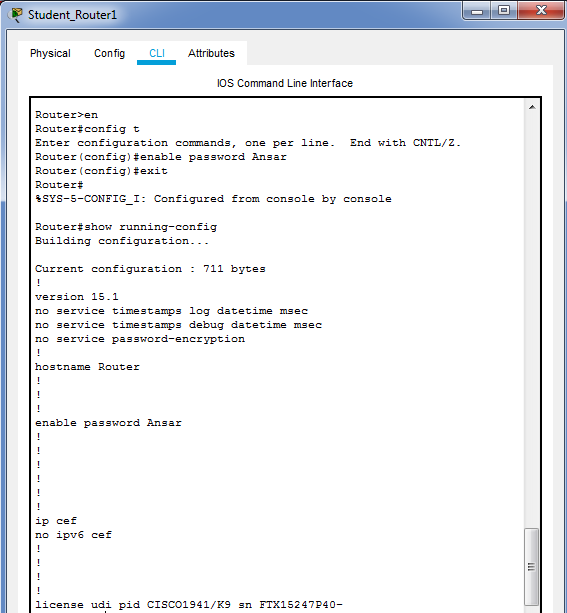 Student_Router1
Physical Config CLI Attributes
IOS Command Line Interface
Router>en
Router#config t
Enter configuration commands, one per line.  End with CNTL/Z.
Router(config)#enable password Ansar
Router(config)#exit
Router#
%SYS-5-CONFIG_I: Configured from console by console
Router#show running-config
Building configuration...
Current configuration : 711 bytes
!
version 15.1
no service timestamps log datetime msec
no service timestamps debug datetime msec
no service password-encryption
!
hostname Router
!
!
!
enable password Ansar
!
!
!
!
!
!
ip cef
no ipv6 cef
!
!
!
!
license udi pid CISCO1941/K9 sn FTX15247P40-